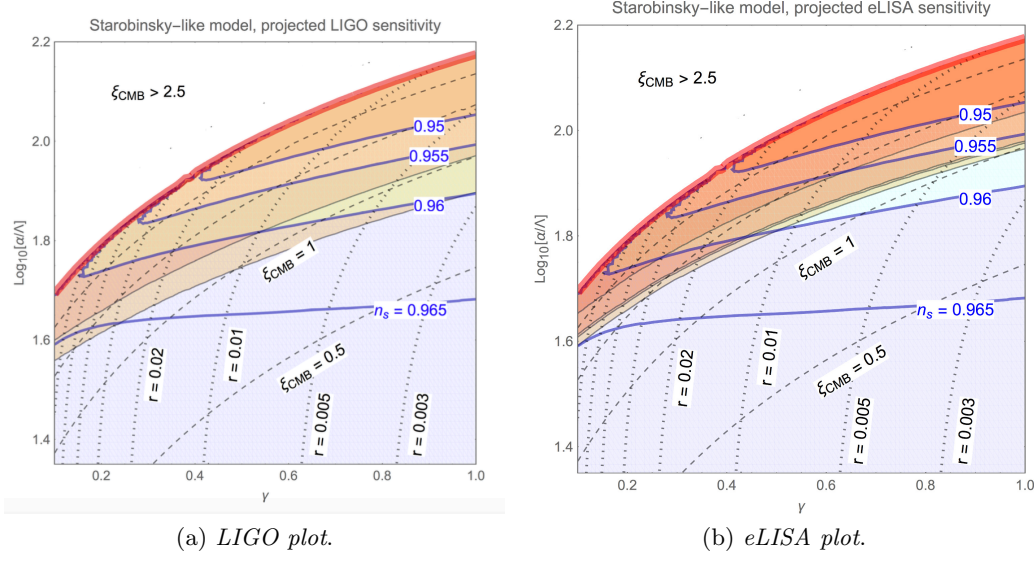 Starobinsky-like model, projected LIGO sensitivity
2.2
2.0
1.8
1.6
1.4
Log10[α/Λ]
ξCMB > 2.5
0.95
0.955
0.96
ξCMB = 1
ns = 0.965
r = 0.02
r = 0.01
ξCMB = 0.5
r = 0.005
r = 0.003
0.2 0.4 0.6 0.8 1.0
γ
(a) LIGO plot.
Starobinsky-like model, projected eLISA sensitivity
2.2
2.0
1.8
1.6
1.4
Log10[α/Λ]
ξCMB > 2.5
0.95
0.955
0.96
ξCMB = 1
ns = 0.965
r = 0.02
r = 0.01
ξCMB = 0.5
r = 0.005
r = 0.003
0.2 0.4 0.6 0.8 1.0
γ
(b) eLISA plot.